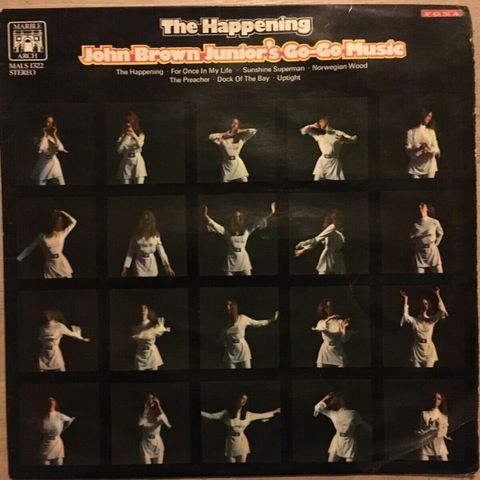 The Happening
MARBLE ARCH
MALS 1322
STEREO
FONA
John Brown Junior's Go-Go Music
The Happening · For Once In My Life · Sunshine Superman · Norwegian Wood
The Preacher · Dock Of The Bay · Uptight